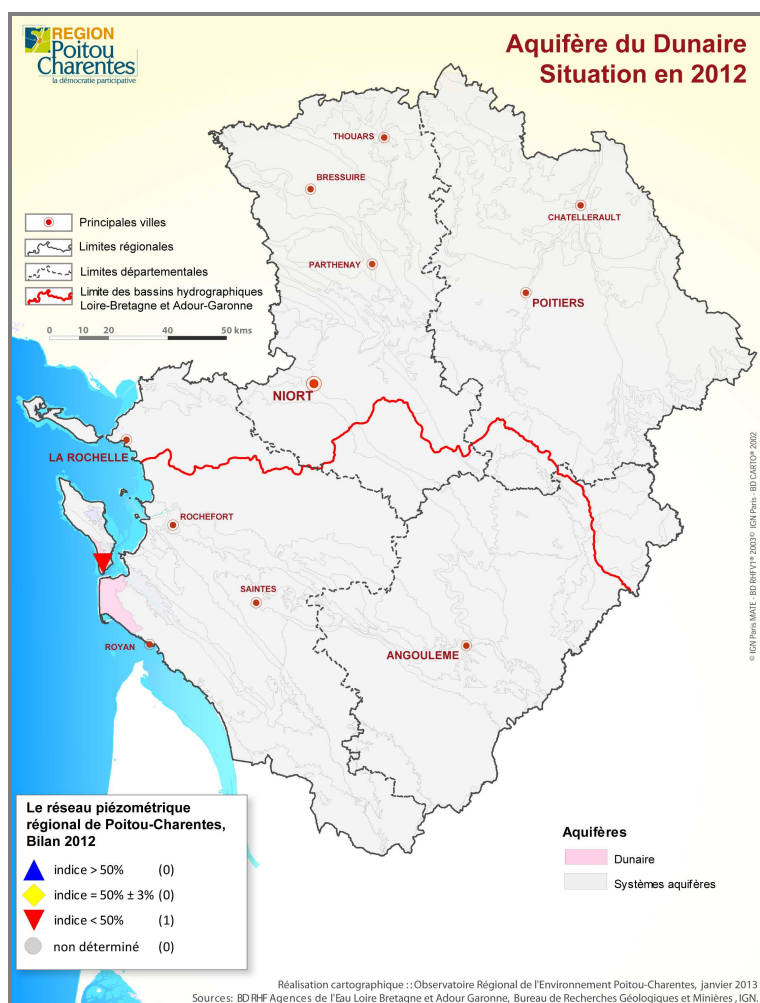 REGION
Poitou
Charentes
la démocratie participative
Aquifère du Dunaire
Situation en 2012
THOUARS
BRESSUIRE
CHATELLERAULT
Principales villes
Limites régionales
PARTHENAY
Limites départementales
Limite des bassins hydrographiques
Loire-Bretagne et Adour-Garonne
POITIERS
0 10 20 40 50 kms
NIORT
LA ROCHELLE
ROCHEFORT
SAINTES
ROYAN
ANGOULEME
© IGN Paris MATE - BD RHFV1® 2003© IGN Paris - BD CARTO® 2002
Le réseau piézométrique
régional de Poitou-Charentes,
Bilan 2012
indice > 50% (0)
indice = 50% ± 3% (0)
indice < 50% (1)
non déterminé (0)
Aquifères
Dunaire
Systèmes aquifères
Réalisation cartographique :: Observatoire Régional de l'Environnement Poitou-Charentes, janvier 2013
Sources: BD RHF Agences de l'Eau Loire Bretagne et Adour Garonne, Bureau de Recherches Géologiques et Minières, IGN.